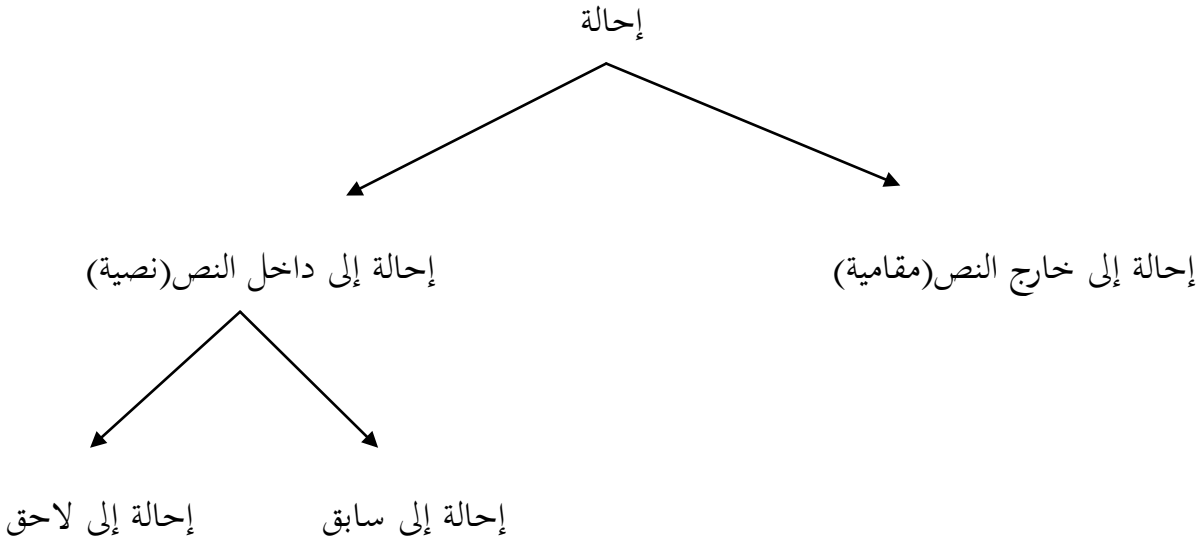 إحالة
إحالة إلى خارج النص(مقامية)
إحالة إلى داخل النص(نصية)
إحالة إلى سابق
إحالة إلى لاحق